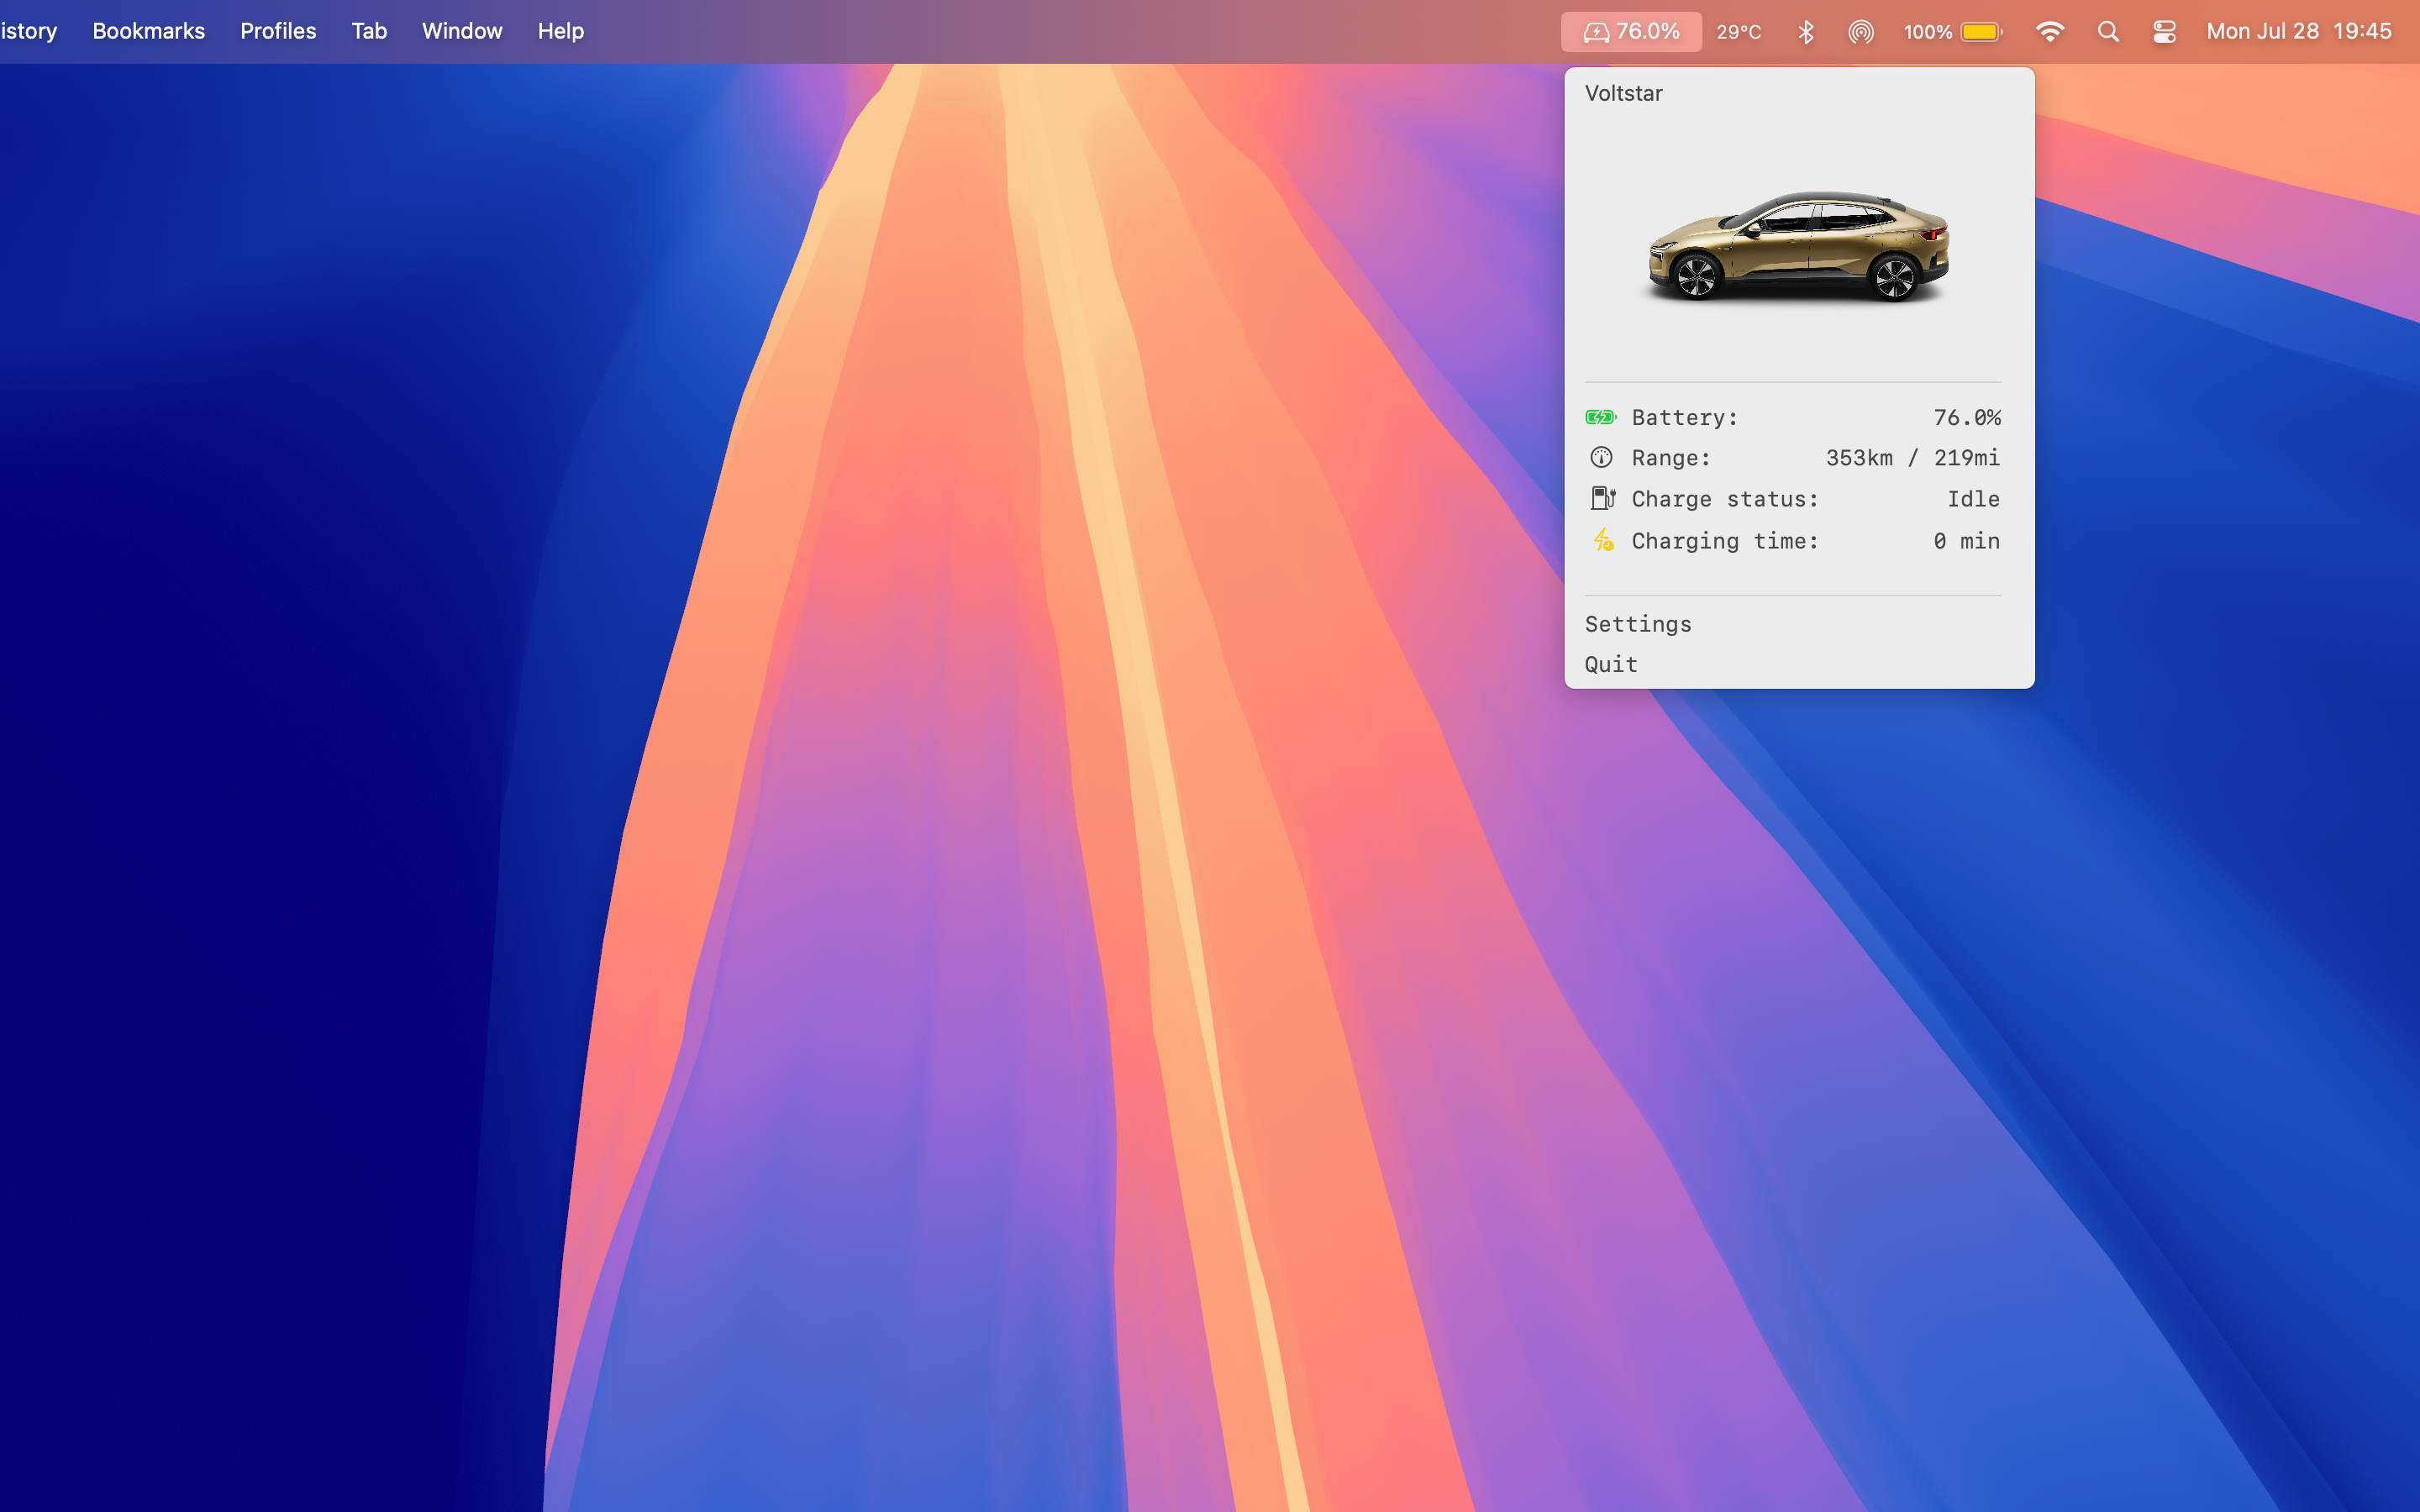 istory Bookmarks Profiles Tab Window Help 76.0% 29°C 100% Mon Jul 28 19:45
Voltstar
Battery: 76.0%
Range: 353km / 219mi
Charge status: Idle
Charging time: 0 min
Settings
Quit